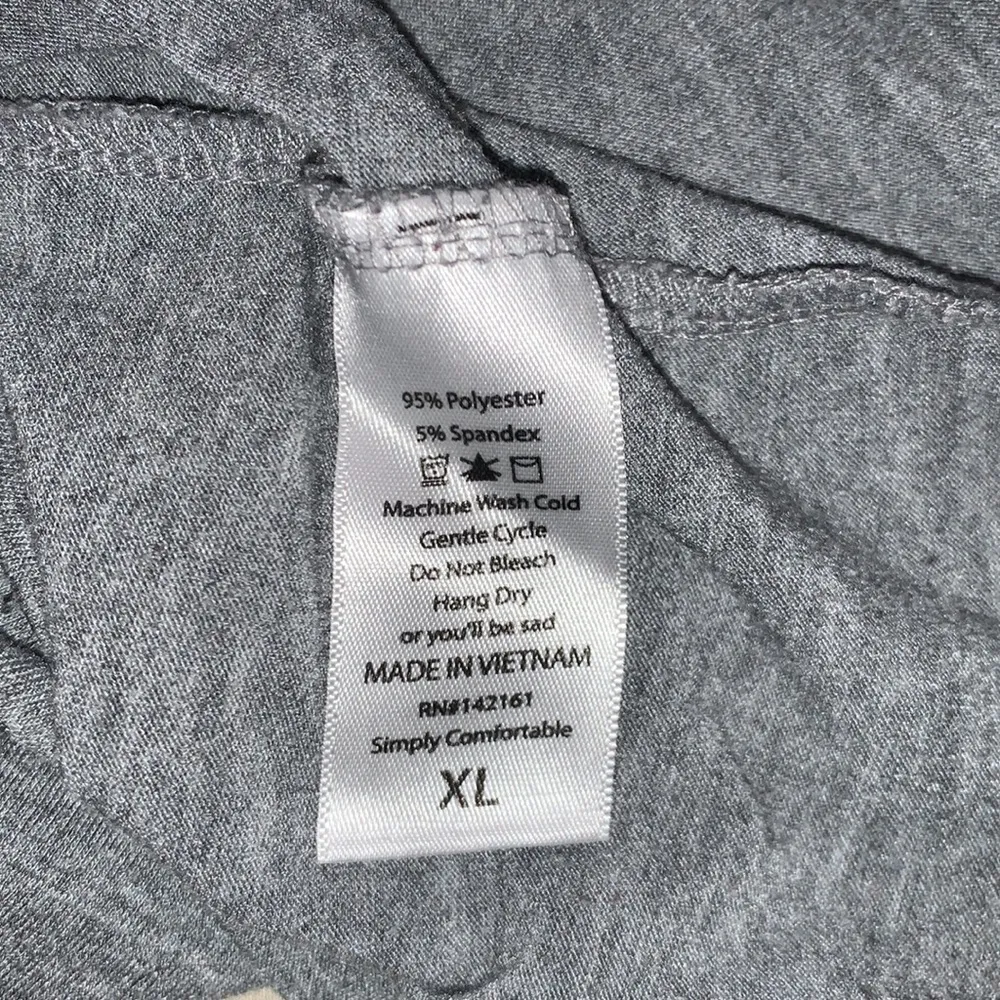 95% Polyester
5% Spandex
Machine Wash Cold
Gentle Cycle
Do Not Bleach
Hang Dry
or you'll be sad
MADE IN VIETNAM
RN#142161
Simply Comfortable
XL